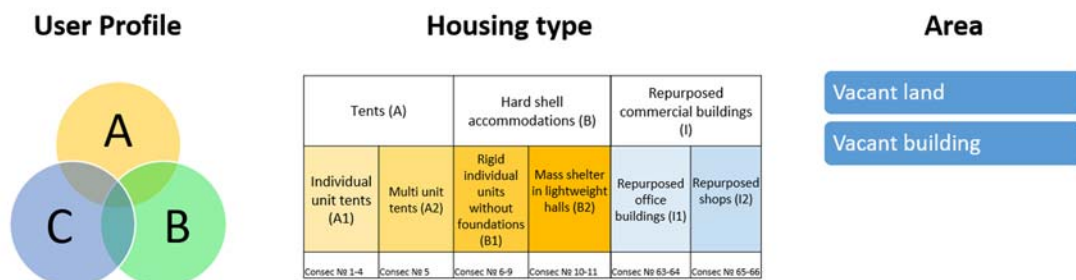 User Profile
A
C
B
Housing type
Tents (A)
Hard shell
accommodations (B)
Repurposed
commercial buildings
(I)
Individual
unit tents
(A1)
Multi unit
tents (A2)
Rigid
individual
units
without
foundations
(B1)
Mass shelter
in lightweight
halls (B2)
Repurposed
office
buildings (I1)
Repurposed
shops (I2)
Consec № 1-4
Consec № 5
Consec № 6-9
Consec № 10-11
Consec № 63-64
Consec № 65-66
Area
Vacant land
Vacant building